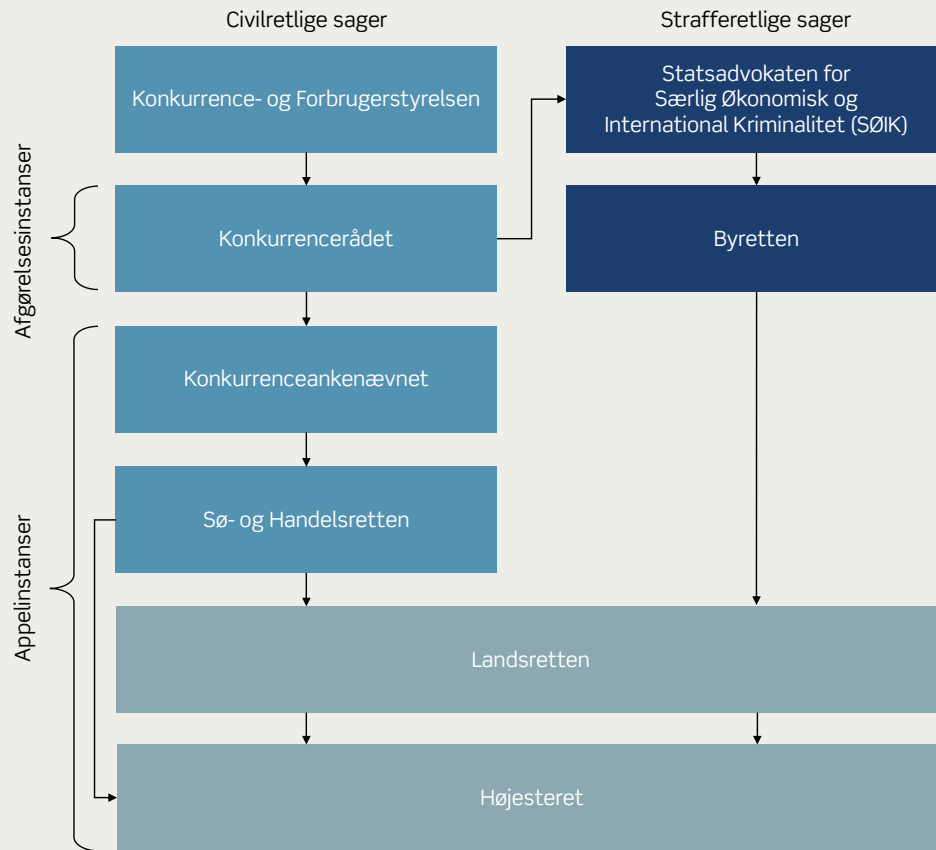 Civilretlige sager
Strafferetlige sager
Konkurrence- og Forbrugerstyrelsen
Statsadvokaten for
Særlig Økonomisk og
International Kriminalitet (SØIK)
Afgørelsesinstanser
Konkurrencerådet
Byretten
Appelinstanser
Konkurrenceankenævnet
Sø- og Handelsretten
Landsretten
Højesteret